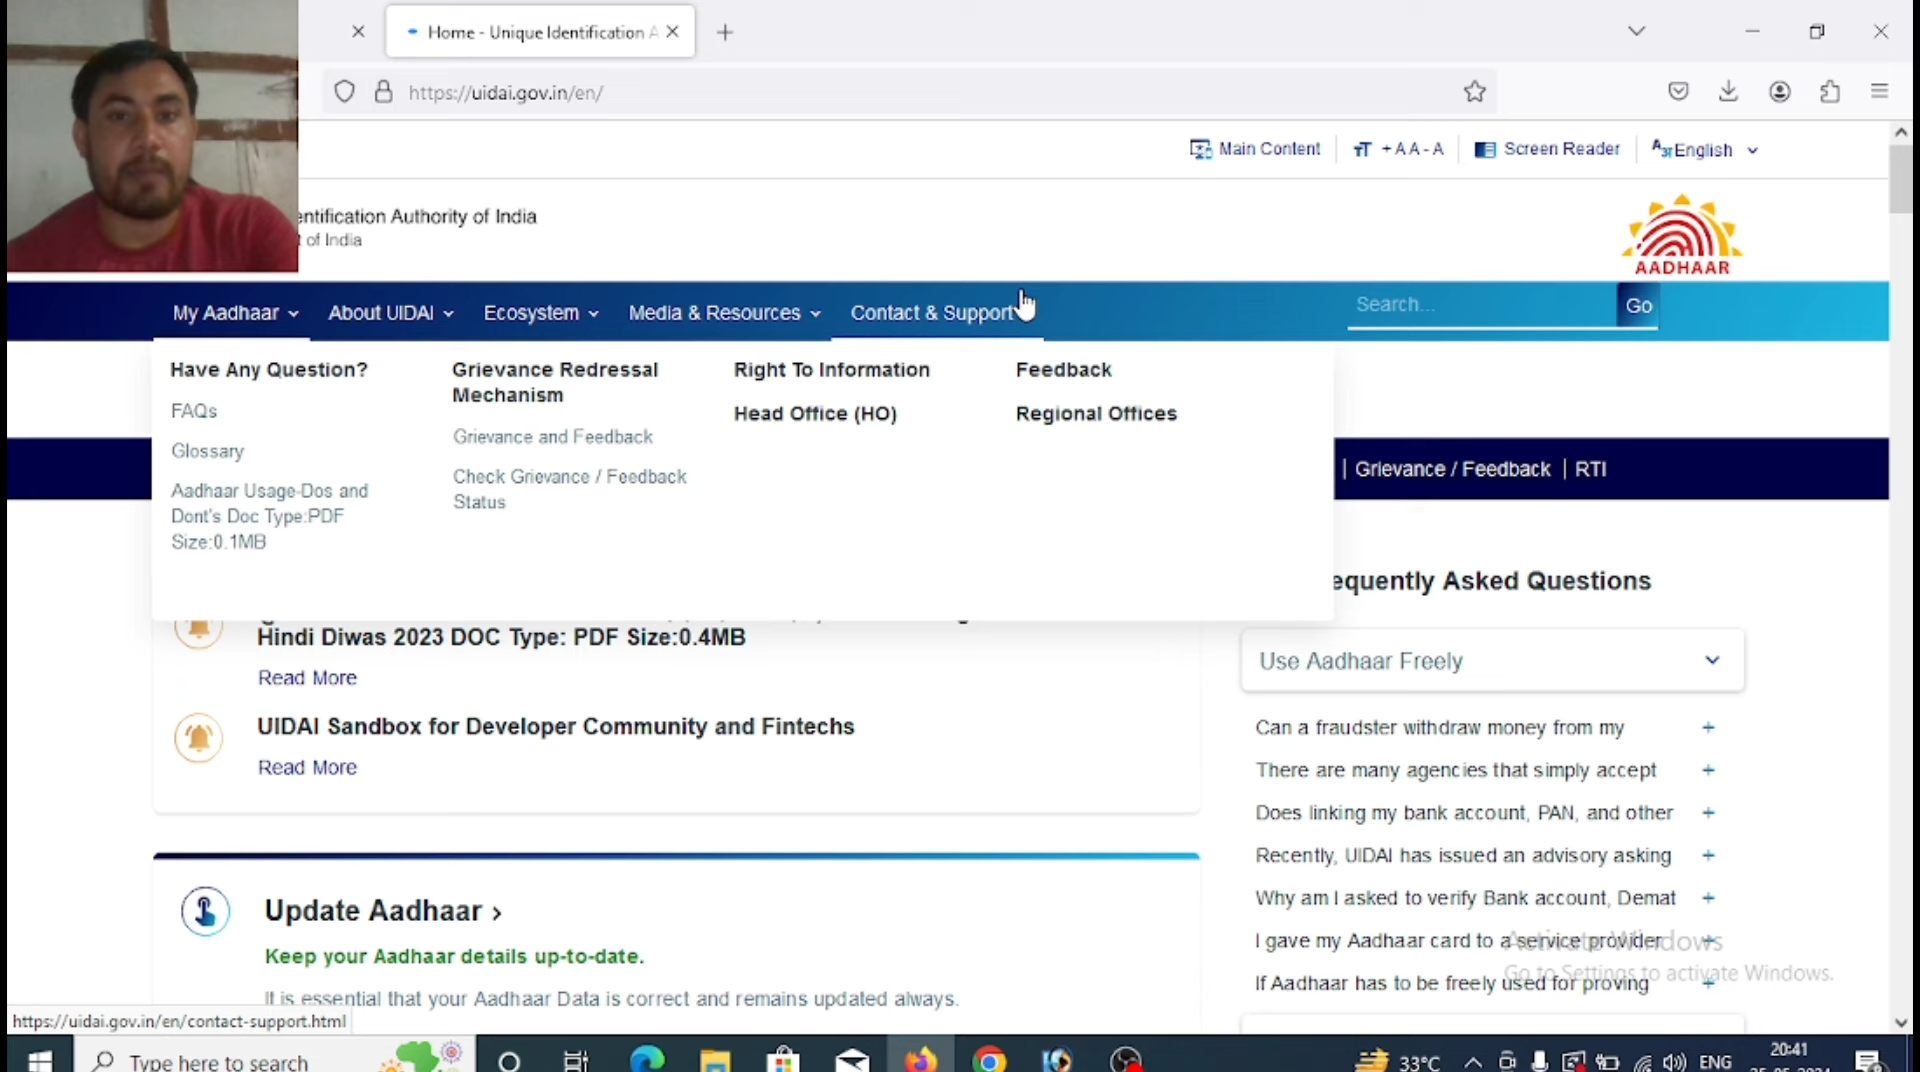 Home - Unique Identification A
https://uidai.gov.in/en/
Main Content
+ A A - A
Screen Reader
English
entification Authority of India
of India
AADHAAR
My Aadhaar
About UIDAI
Ecosystem
Media & Resources
Contact & Support
Search...
Go
Have Any Question?
FAQs
Glossary
Aadhaar Usage-Dos and
Dont's Doc Type:PDF
Size:0.1MB
Grievance Redressal
Mechanism
Grievance and Feedback
Check Grievance / Feedback
Status
Right To Information
Head Office (HO)
Feedback
Regional Offices
| Grievance / Feedback | RTI
Hindi Diwas 2023 DOC Type: PDF Size:0.4MB
Read More
UIDAI Sandbox for Developer Community and Fintechs
Read More
Update Aadhaar ›
Keep your Aadhaar details up-to-date.
It is essential that your Aadhaar Data is correct and remains updated always.
equently Asked Questions
Use Aadhaar Freely
Can a fraudster withdraw money from my
There are many agencies that simply accept
Does linking my bank account, PAN, and other
Recently, UIDAI has issued an advisory asking
Why am I asked to verify Bank account, Demat
I gave my Aadhaar card to a service provider
If Aadhaar has to be freely used for proving
Activate Windows
Go to Settings to activate Windows.
https://uidai.gov.in/en/contact-support.html
Type here to search
33°C
ENG
20:41